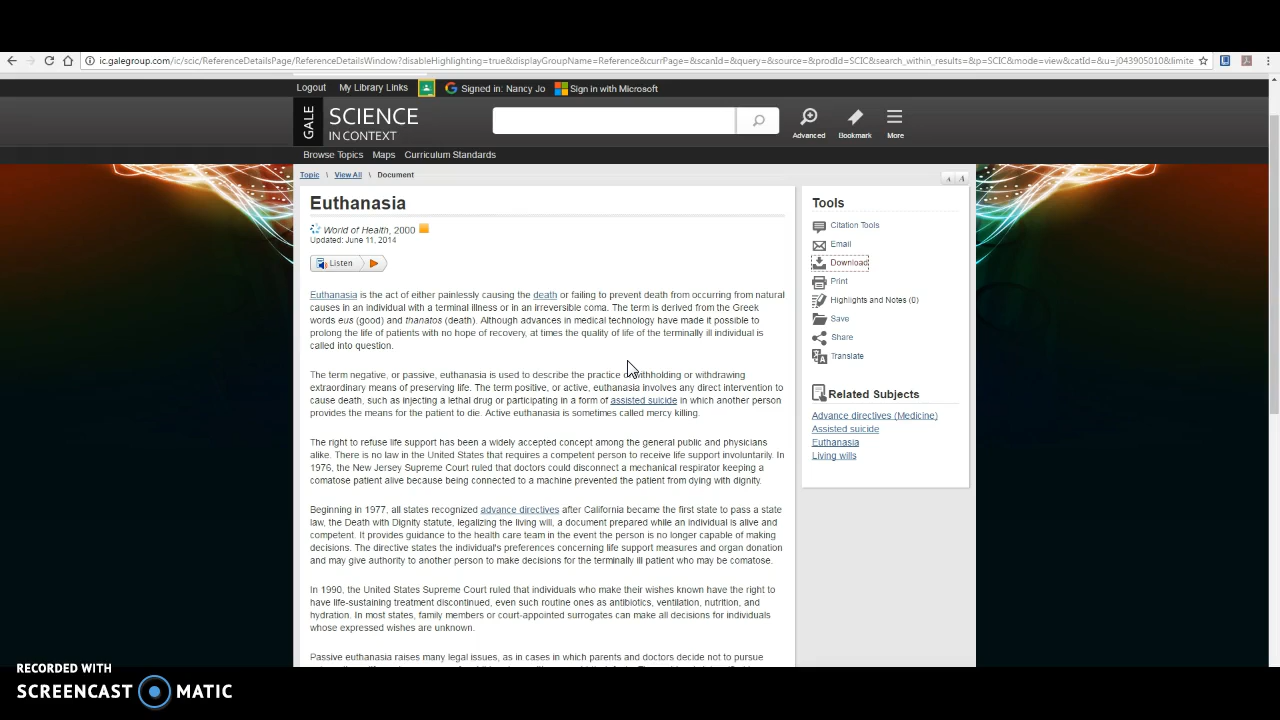 ic.galegroup.com/ic/scic/ReferenceDetailsPage/ReferenceDetailsWindow?disableHighlighting=true&displayGroupName=Reference&currPage=&scanId=&query=&source=&prodId=SCIC&search_within_results=&p=SCIC&mode=view&catId=&u=j043905010&limite
Logout My Library Links Signed in: Nancy Jo Sign in with Microsoft
GALE SCIENCE
IN CONTEXT
Advanced Bookmark More
Browse Topics Maps Curriculum Standards
Topic \ View All \ Document
A A
Euthanasia
World of Health, 2000
Updated: June 11, 2014
Listen
Euthanasia is the act of either painlessly causing the death or failing to prevent death from occurring from natural
causes in an individual with a terminal illness or in an irreversible coma. The term is derived from the Greek
words eus (good) and thanatos (death). Although advances in medical technology have made it possible to
prolong the life of patients with no hope of recovery, at times the quality of life of the terminally ill individual is
called into question.
The term negative, or passive, euthanasia is used to describe the practice of withholding or withdrawing
extraordinary means of preserving life. The term positive, or active, euthanasia involves any direct intervention to
cause death, such as injecting a lethal drug or participating in a form of assisted suicide in which another person
provides the means for the patient to die. Active euthanasia is sometimes called mercy killing.
The right to refuse life support has been a widely accepted concept among the general public and physicians
alike. There is no law in the United States that requires a competent person to receive life support involuntarily. In
1976, the New Jersey Supreme Court ruled that doctors could disconnect a mechanical respirator keeping a
comatose patient alive because being connected to a machine prevented the patient from dying with dignity.
Beginning in 1977, all states recognized advance directives after California became the first state to pass a state
law, the Death with Dignity statute, legalizing the living will, a document prepared while an individual is alive and
competent. It provides guidance to the health care team in the event the person is no longer capable of making
decisions. The directive states the individual's preferences concerning life support measures and organ donation
and may give authority to another person to make decisions for the terminally ill patient who may be comatose.
In 1990, the United States Supreme Court ruled that individuals who make their wishes known have the right to
have life-sustaining treatment discontinued, even such routine ones as antibiotics, ventilation, nutrition, and
hydration. In most states, family members or court-appointed surrogates can make all decisions for individuals
whose expressed wishes are unknown.
Passive euthanasia raises many legal issues, as in cases in which parents and doctors decide not to pursue
Tools
Citation Tools
Email
Download
Print
Highlights and Notes (0)
Save
Share
Translate
Related Subjects
Advance directives (Medicine)
Assisted suicide
Euthanasia
Living wills
RECORDED WITH
SCREENCAST MATIC